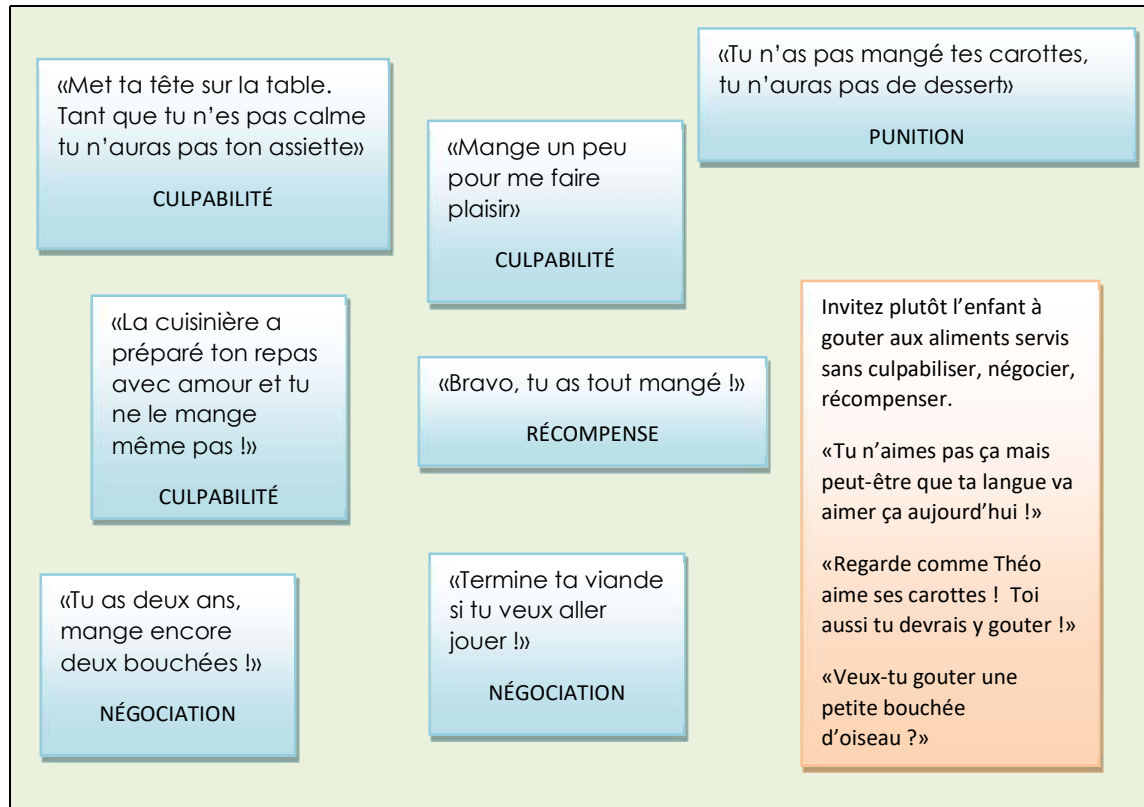 «Met ta tête sur la table.
Tant que tu n’es pas calme
tu n’auras pas ton assiette»
CULPABILITÉ
«Mange un peu
pour me faire
plaisir»
CULPABILITÉ
«Tu n’as pas mangé tes carottes,
tu n’auras pas de dessert»
PUNITION
«La cuisinière a
préparé ton repas
avec amour et tu
ne le mange
même pas !»
CULPABILITÉ
«Bravo, tu as tout mangé !»
RÉCOMPENSE
«Tu as deux ans,
mange encore
deux bouchées !»
NÉGOCIATION
«Termine ta viande
si tu veux aller
jouer !»
NÉGOCIATION
Invitez plutôt l’enfant à
gouter aux aliments servis
sans culpabiliser, négocier,
récompenser.
«Tu n’aimes pas ça mais
peut-être que ta langue va
aimer ça aujourd’hui !»
«Regarde comme Théo
aime ses carottes ! Toi
aussi tu devrais y gouter !»
«Veux-tu gouter une
petite bouchée
d’oiseau ?»